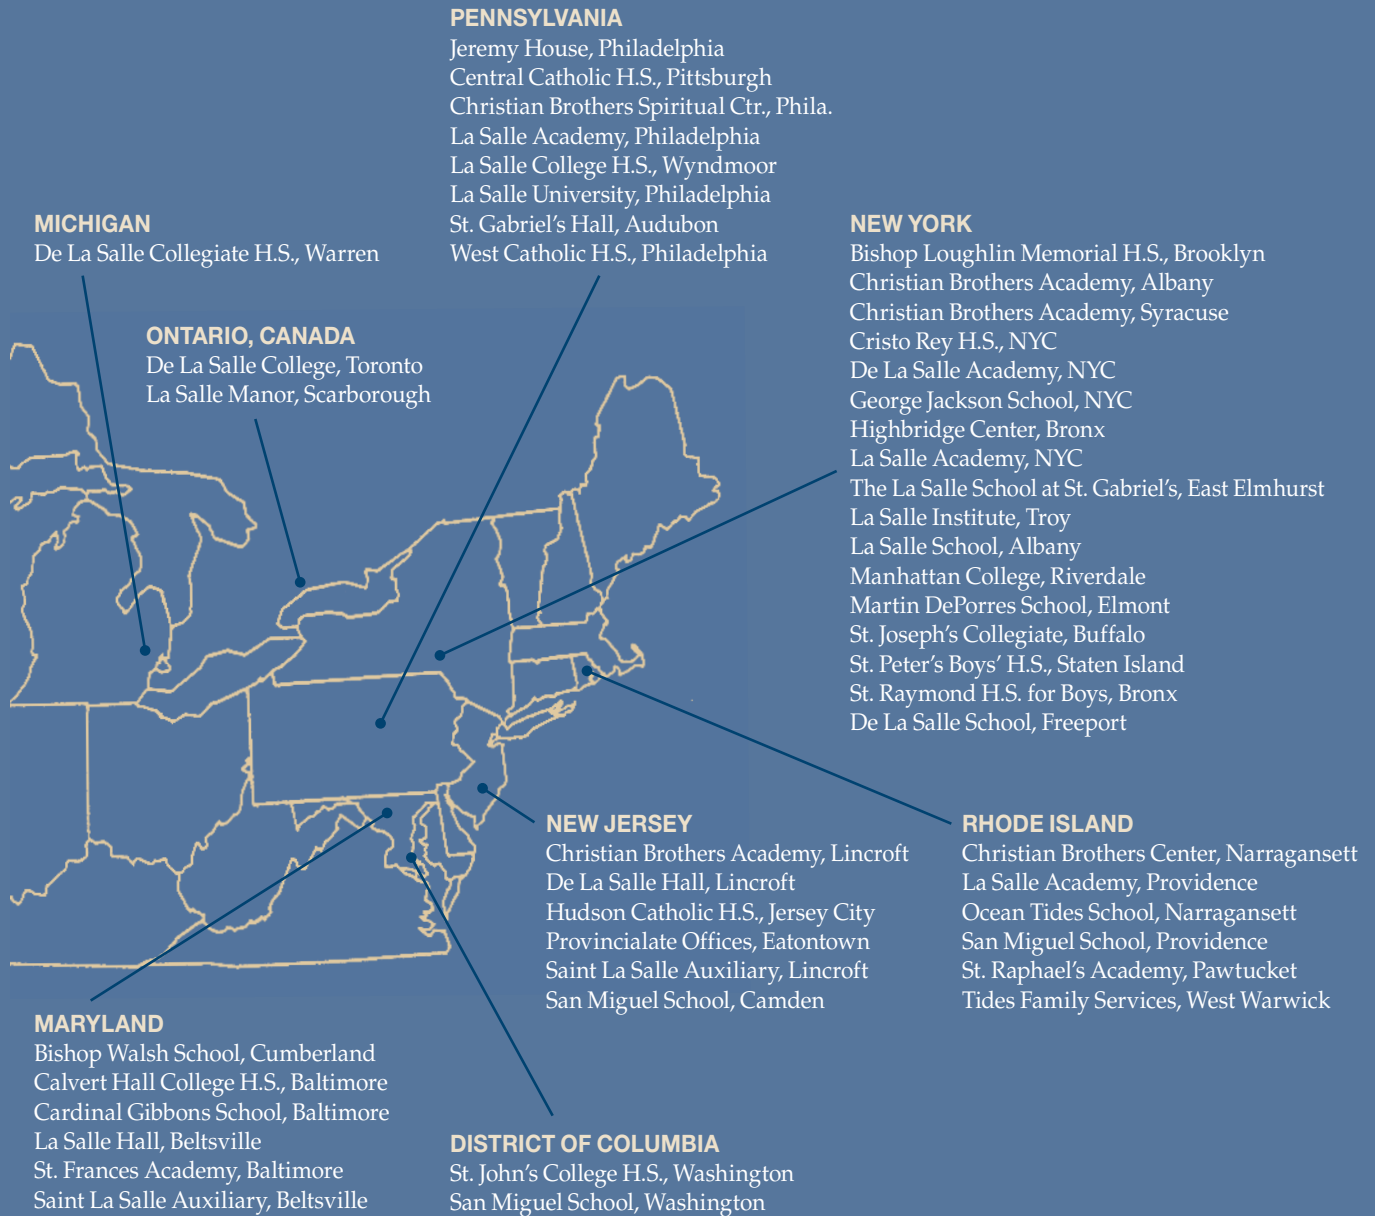 PENNSYLVANIA
Jeremy House, Philadelphia
Central Catholic H.S., Pittsburgh
Christian Brothers Spiritual Ctr., Phila.
La Salle Academy, Philadelphia
La Salle College H.S., Wyndmoor
La Salle University, Philadelphia
St. Gabriel’s Hall, Audubon
West Catholic H.S., Philadelphia
MICHIGAN
De La Salle Collegiate H.S., Warren
ONTARIO, CANADA
De La Salle College, Toronto
La Salle Manor, Scarborough
NEW YORK
Bishop Loughlin Memorial H.S., Brooklyn
Christian Brothers Academy, Albany
Christian Brothers Academy, Syracuse
Cristo Rey H.S., NYC
De La Salle Academy, NYC
George Jackson School, NYC
Highbridge Center, Bronx
La Salle Academy, NYC
The La Salle School at St. Gabriel’s, East Elmhurst
La Salle Institute, Troy
La Salle School, Albany
Manhattan College, Riverdale
Martin DePorres School, Elmont
St. Joseph’s Collegiate, Buffalo
St. Peter’s Boys’ H.S., Staten Island
St. Raymond H.S. for Boys, Bronx
De La Salle School, Freeport
NEW JERSEY
Christian Brothers Academy, Lincroft
De La Salle Hall, Lincroft
Hudson Catholic H.S., Jersey City
Provincialate Offices, Eatontown
Saint La Salle Auxiliary, Lincroft
San Miguel School, Camden
RHODE ISLAND
Christian Brothers Center, Narragansett
La Salle Academy, Providence
Ocean Tides School, Narragansett
San Miguel School, Providence
St. Raphael’s Academy, Pawtucket
Tides Family Services, West Warwick
MARYLAND
Bishop Walsh School, Cumberland
Calvert Hall College H.S., Baltimore
Cardinal Gibbons School, Baltimore
La Salle Hall, Beltsville
St. Frances Academy, Baltimore
Saint La Salle Auxiliary, Beltsville
DISTRICT OF COLUMBIA
St. John’s College H.S., Washington
San Miguel School, Washington